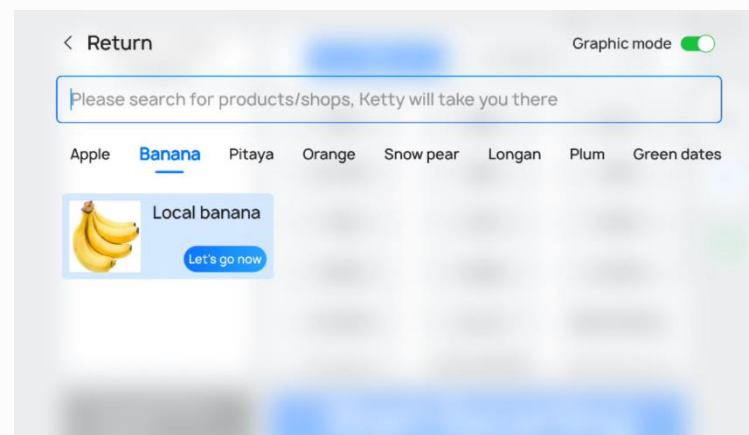 < Return
Graphic mode
Please search for products/shops, Ketty will take you there
Apple Banana Pitaya Orange Snow pear Longan Plum Green dates
Local banana
Let's go now